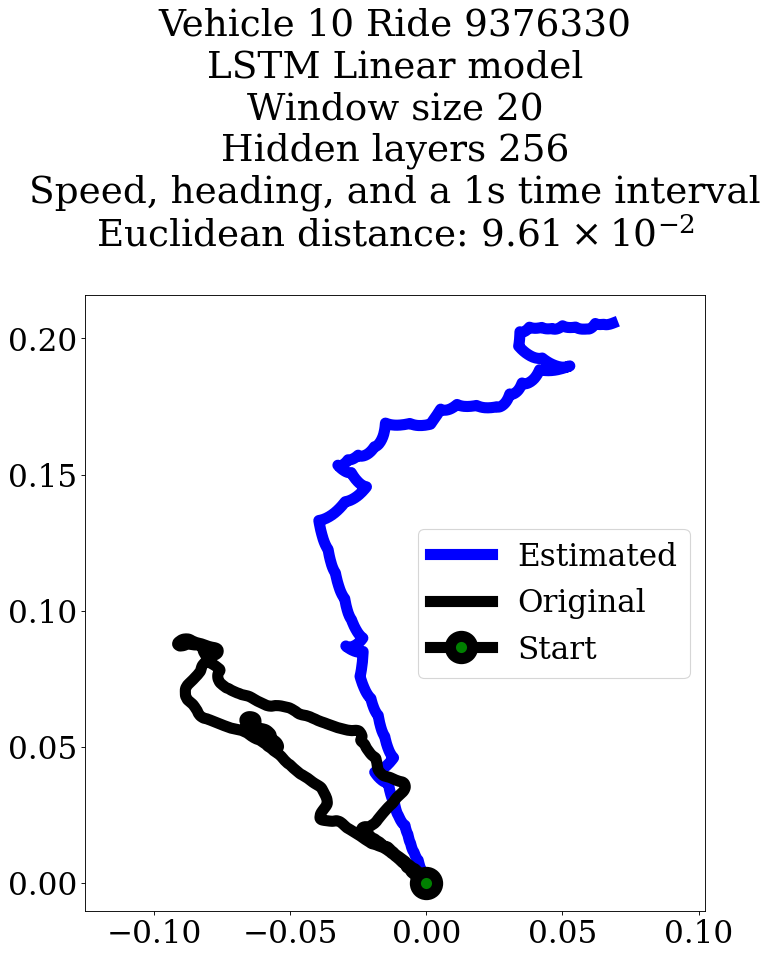 Vehicle 10 Ride 9376330
LSTM Linear model
Window size 20
Hidden layers 256
Speed, heading, and a 1s time interval
Euclidean distance: 9.61 × 10⁻²
0.20
0.15
0.10
0.05
0.00
Estimated
Original
Start
−0.10 −0.05 0.00 0.05 0.10